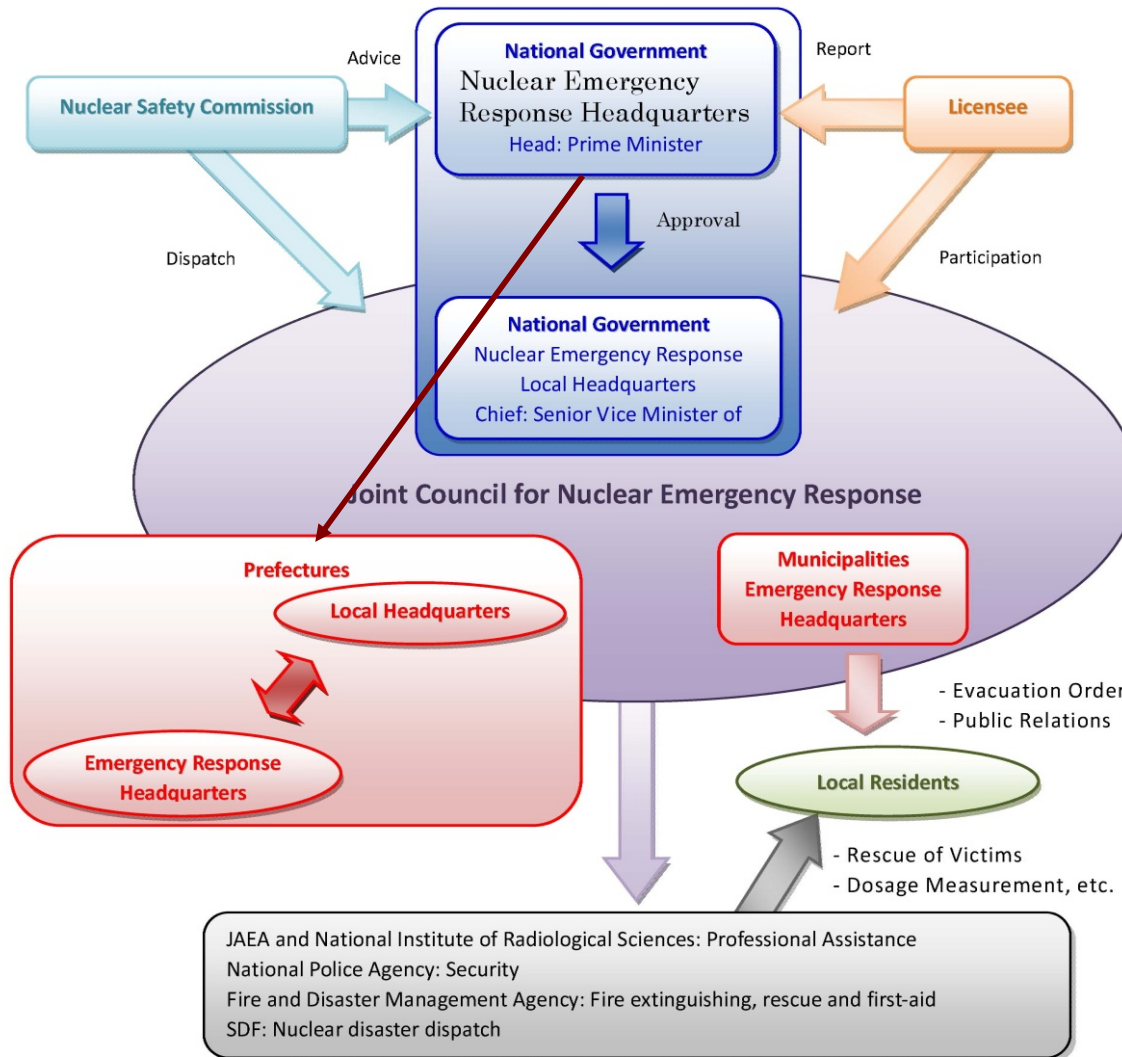 National Government
Nuclear Emergency
Response Headquarters
Head: Prime Minister
Advice
Report
Nuclear Safety Commission
Licensee
Approval
Dispatch
Participation
National Government
Nuclear Emergency Response
Local Headquarters
Chief: Senior Vice Minister of
Joint Council for Nuclear Emergency Response
Prefectures
Local Headquarters
Emergency Response
Headquarters
Municipalities
Emergency Response
Headquarters
- Evacuation Order
- Public Relations
Local Residents
- Rescue of Victims
- Dosage Measurement, etc.
JAEA and National Institute of Radiological Sciences: Professional Assistance
National Police Agency: Security
Fire and Disaster Management Agency: Fire extinguishing, rescue and first-aid
SDF: Nuclear disaster dispatch